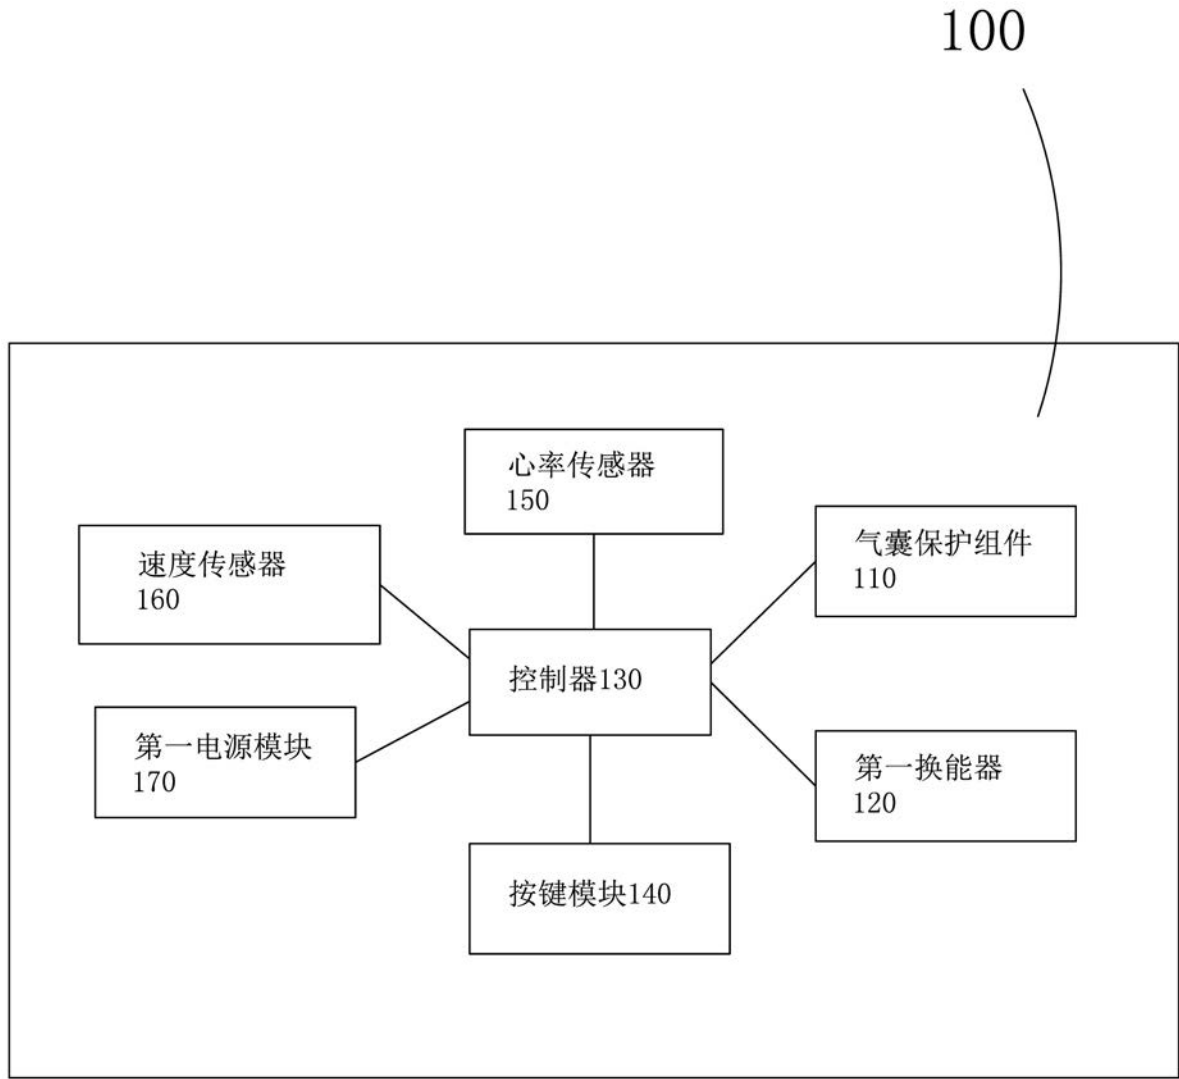 100
心率传感器
150
气囊保护组件
110
速度传感器
160
控制器130
第一电源模块
170
第一换能器
120
按键模块140